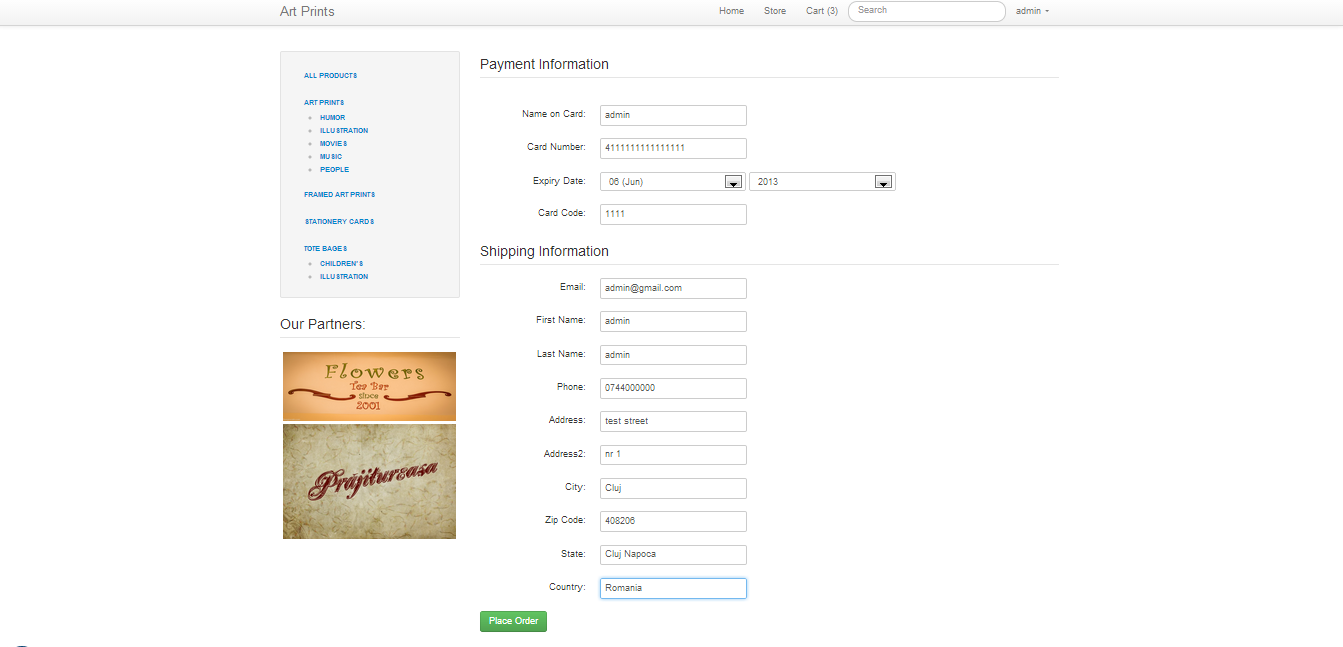 Art Prints
Home Store Cart (3) Search admin
ALL PRODUCTS
ART PRINTS
HUMOR
ILLUSTRATION
MOVIES
MUSIC
PEOPLE
FRAMED ART PRINTS
STATIONERY CARDS
TOTE BAGES
CHILDREN'S
ILLUSTRATION
Our Partners:
Flowers
Tea Bar
since
2001
Prăjitureasa
Payment Information
Name on Card: admin
Card Number: 4111111111111111
Expiry Date: 06 (Jun) 2013
Card Code: 1111
Shipping Information
Email: admin@gmail.com
First Name: admin
Last Name: admin
Phone: 0744000000
Address: test street
Address2: nr 1
City: Cluj
Zip Code: 408206
State: Cluj Napoca
Country: Romania
Place Order